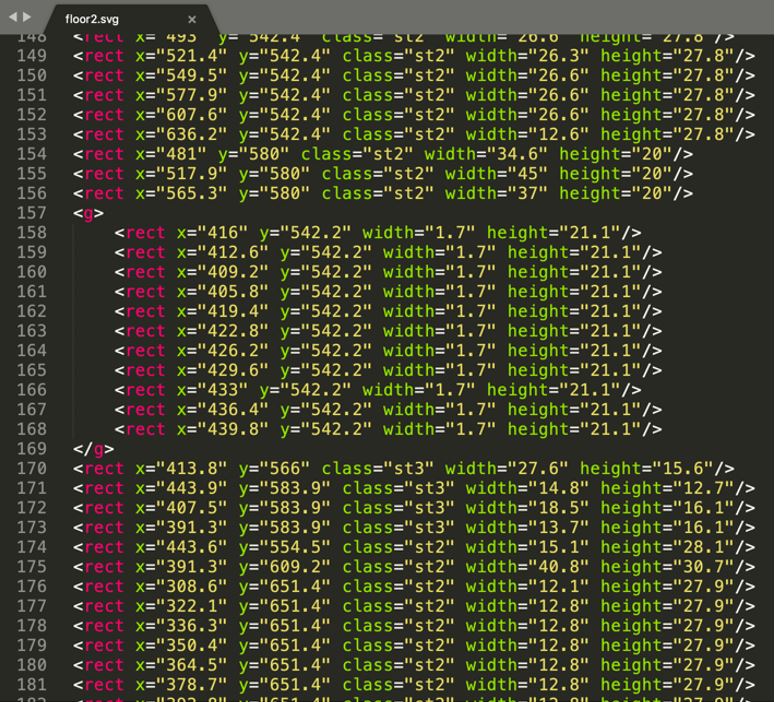 floor2.svg ×
148 <rect x="493" y="542.4" class="st2" width="26.6" height="27.8"/>
149 <rect x="521.4" y="542.4" class="st2" width="26.3" height="27.8"/>
150 <rect x="549.5" y="542.4" class="st2" width="26.6" height="27.8"/>
151 <rect x="577.9" y="542.4" class="st2" width="26.6" height="27.8"/>
152 <rect x="607.6" y="542.4" class="st2" width="26.6" height="27.8"/>
153 <rect x="636.2" y="542.4" class="st2" width="12.6" height="27.8"/>
154 <rect x="481" y="580" class="st2" width="34.6" height="20"/>
155 <rect x="517.9" y="580" class="st2" width="45" height="20"/>
156 <rect x="565.3" y="580" class="st2" width="37" height="20"/>
157 <g>
158 <rect x="416" y="542.2" width="1.7" height="21.1"/>
159 <rect x="412.6" y="542.2" width="1.7" height="21.1"/>
160 <rect x="409.2" y="542.2" width="1.7" height="21.1"/>
161 <rect x="405.8" y="542.2" width="1.7" height="21.1"/>
162 <rect x="419.4" y="542.2" width="1.7" height="21.1"/>
163 <rect x="422.8" y="542.2" width="1.7" height="21.1"/>
164 <rect x="426.2" y="542.2" width="1.7" height="21.1"/>
165 <rect x="429.6" y="542.2" width="1.7" height="21.1"/>
166 <rect x="433" y="542.2" width="1.7" height="21.1"/>
167 <rect x="436.4" y="542.2" width="1.7" height="21.1"/>
168 <rect x="439.8" y="542.2" width="1.7" height="21.1"/>
169 </g>
170 <rect x="413.8" y="566" class="st3" width="27.6" height="15.6"/>
171 <rect x="443.9" y="583.9" class="st3" width="14.8" height="12.7"/>
172 <rect x="407.5" y="583.9" class="st3" width="18.5" height="16.1"/>
173 <rect x="391.3" y="583.9" class="st3" width="13.7" height="16.1"/>
174 <rect x="443.6" y="554.5" class="st2" width="15.1" height="28.1"/>
175 <rect x="391.3" y="609.2" class="st2" width="40.8" height="30.7"/>
176 <rect x="308.6" y="651.4" class="st2" width="12.1" height="27.9"/>
177 <rect x="322.1" y="651.4" class="st2" width="12.8" height="27.9"/>
178 <rect x="336.3" y="651.4" class="st2" width="12.8" height="27.9"/>
179 <rect x="350.4" y="651.4" class="st2" width="12.8" height="27.9"/>
180 <rect x="364.5" y="651.4" class="st2" width="12.8" height="27.9"/>
181 <rect x="378.7" y="651.4" class="st2" width="12.8" height="27.9"/>